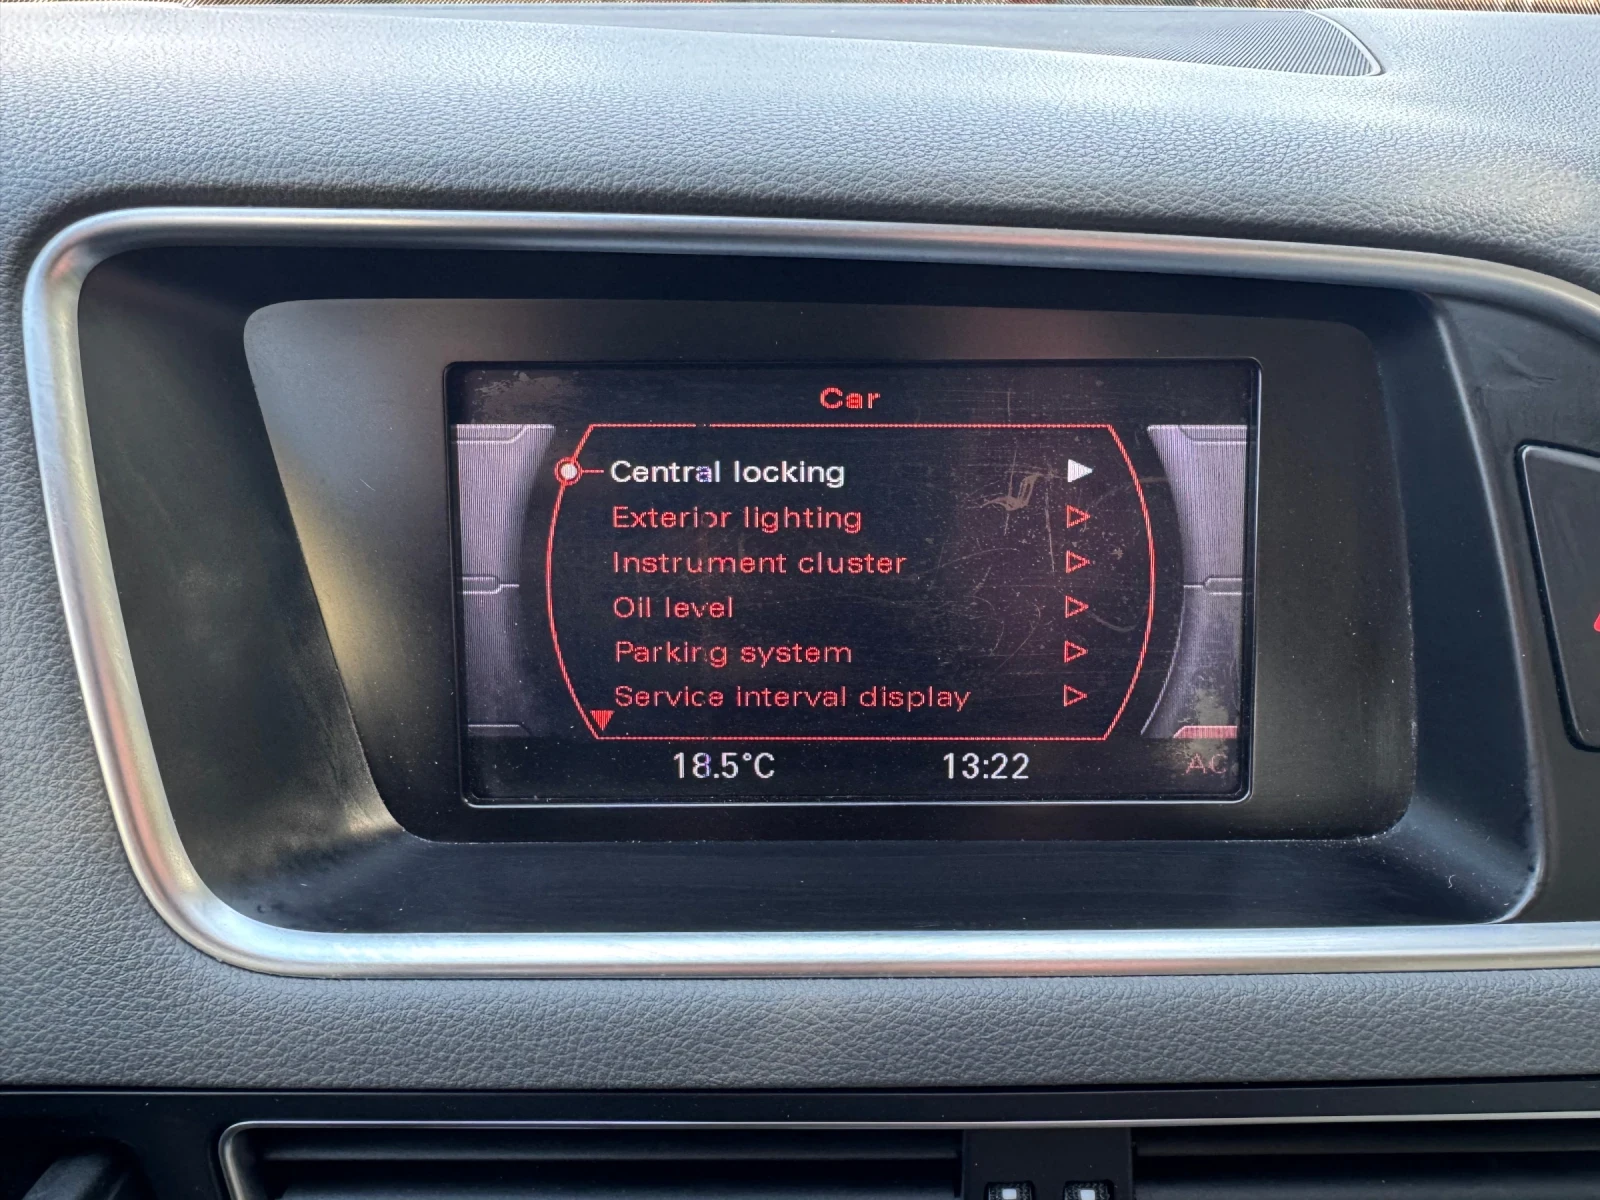 Car
Central locking
Exterior lighting
Instrument cluster
Oil level
Parking system
Service interval display
18.5°C 13:22 AC